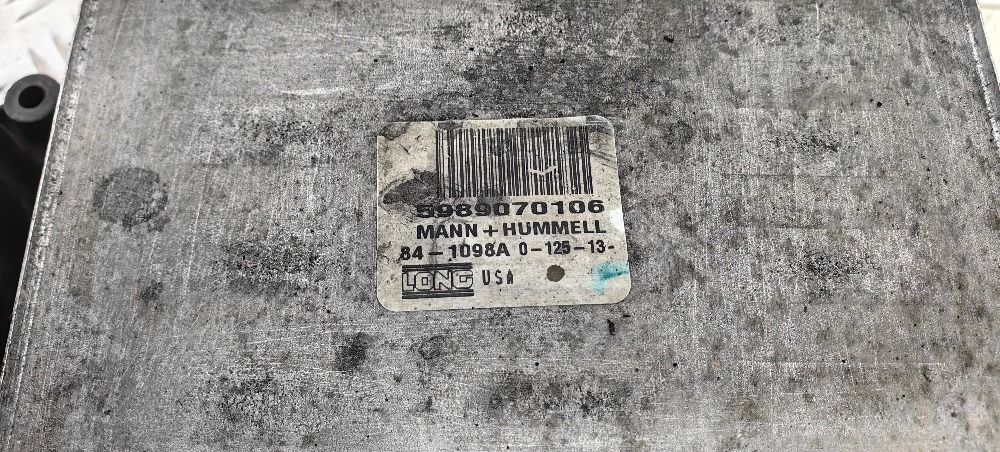 5989070106
MANN + HUMMELL
84-1098A 0-125-13-
LONG USA